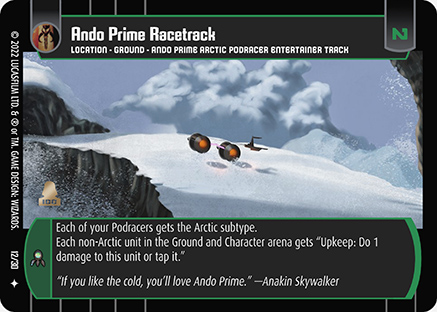 Ando Prime Racetrack
LOCATION - GROUND - ANDO PRIME ARCTIC PODRACER ENTERTAINER TRACK
N
© 2022 LUCASFILM LTD. & ® or TM. GAME DESIGN: WIZARDS.
Each of your Podracers gets the Arctic subtype.
Each non-Arctic unit in the Ground and Character arena gets “Upkeep: Do 1
damage to this unit or tap it.”
“If you like the cold, you’ll love Ando Prime.” —Anakin Skywalker
12/30